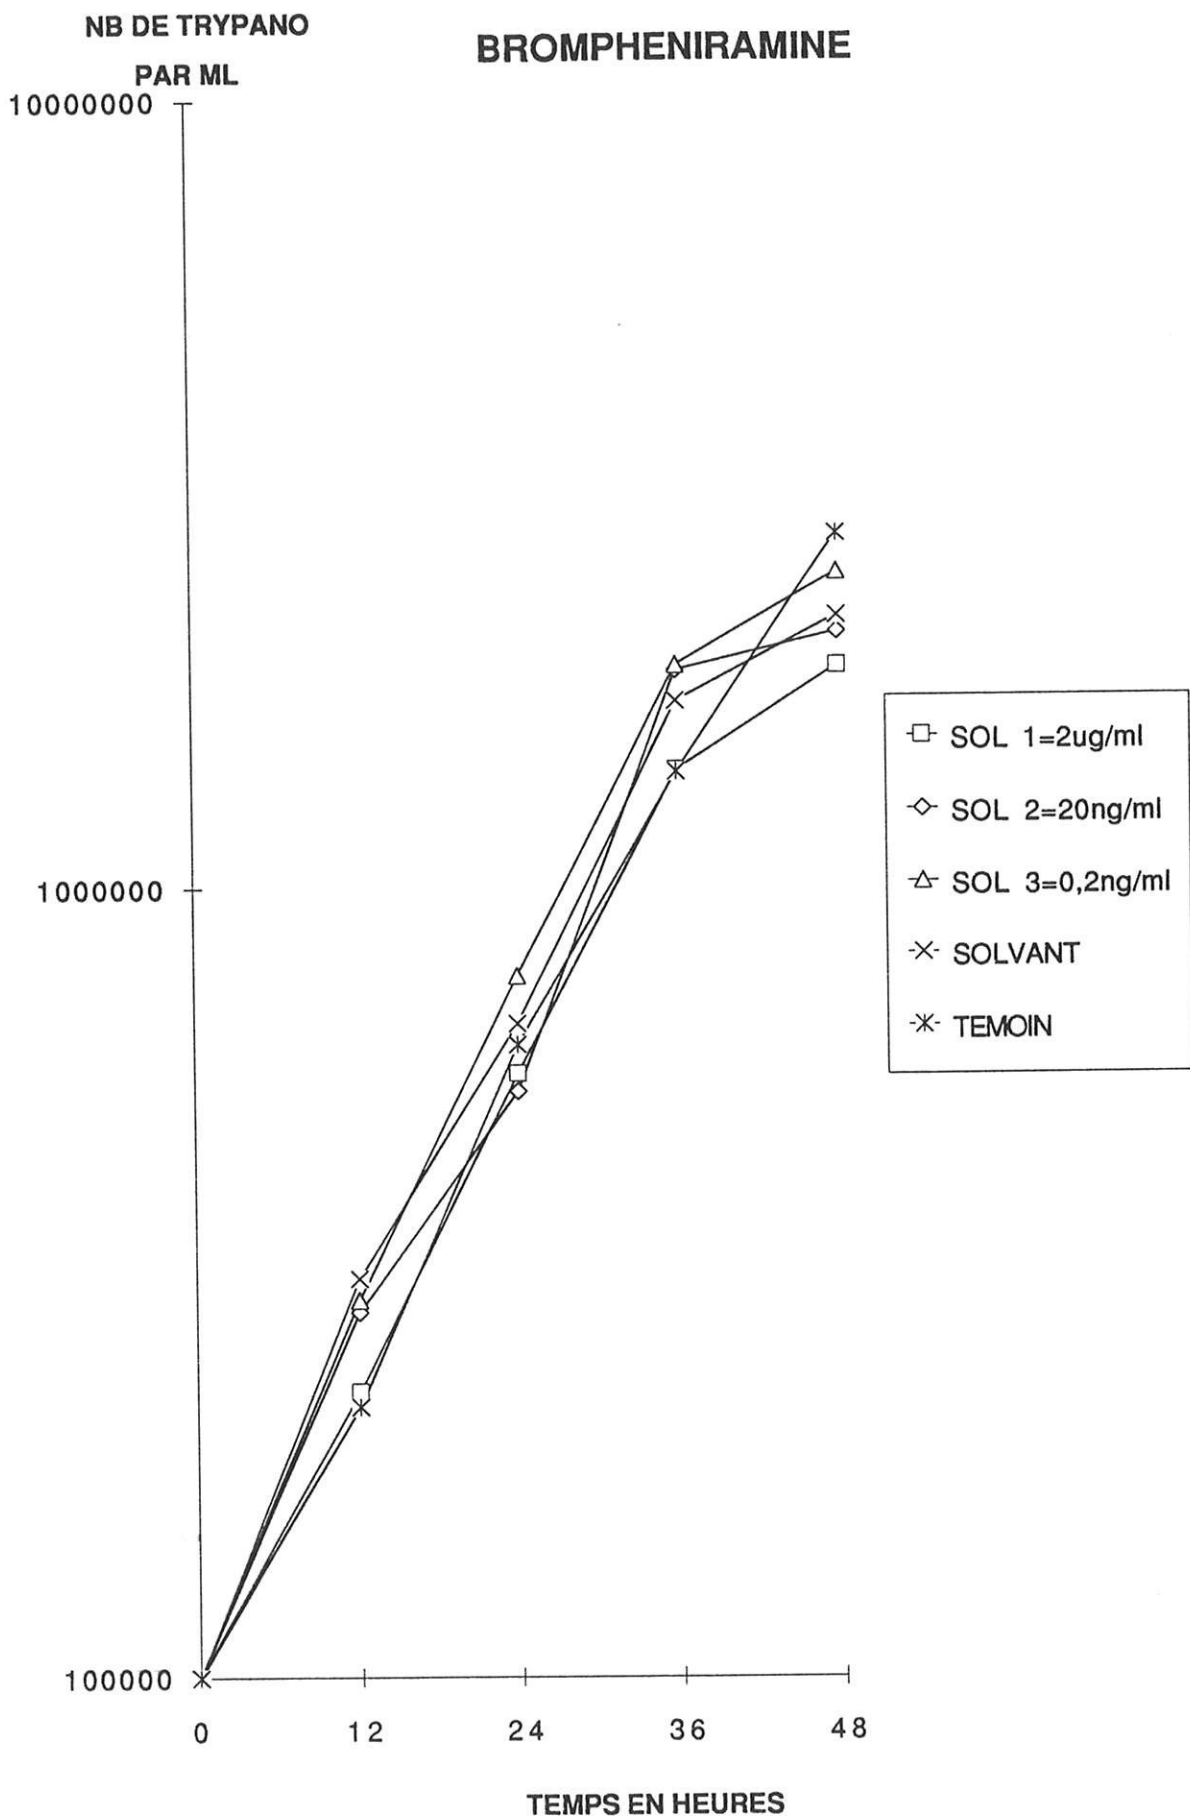 NB DE TRYPANO
PAR ML
BROMPHENIRAMINE
10000000
1000000
100000
0 12 24 36 48
TEMPS EN HEURES
SOL 1=2ug/ml
SOL 2=20ng/ml
SOL 3=0,2ng/ml
SOLVANT
TEMOIN